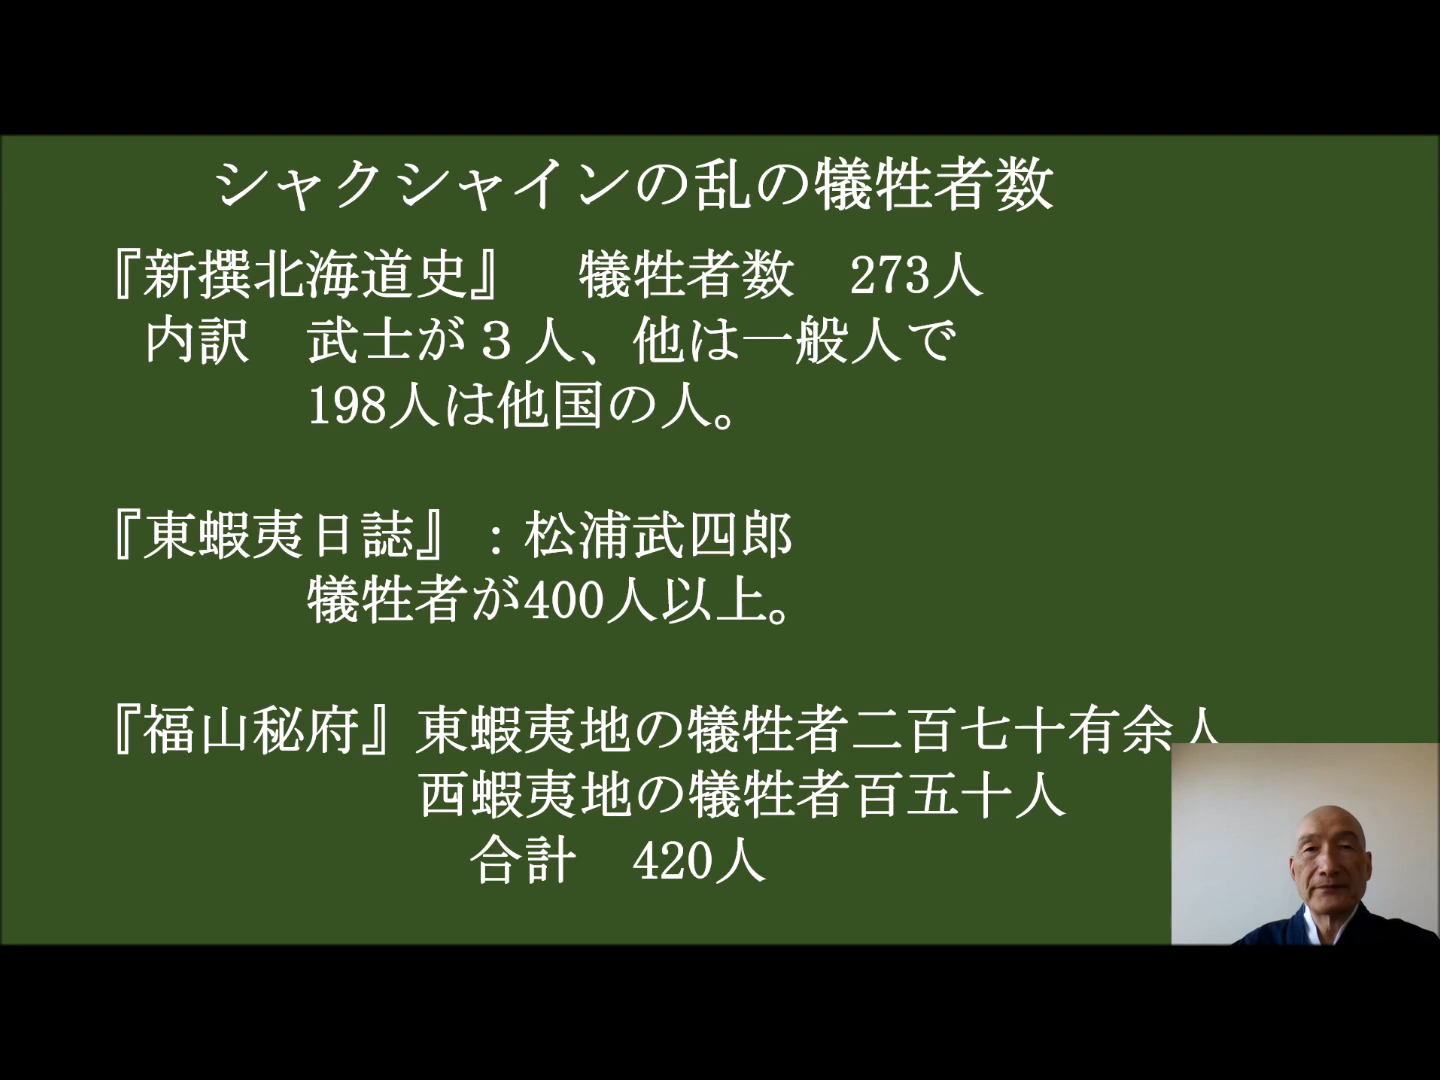 シャクシャインの乱の犠牲者数
『新撰北海道史』　犠牲者数　273人
内訳　武士が３人、他は一般人で
198人は他国の人。
『東蝦夷日誌』：松浦武四郎
犠牲者が400人以上。
『福山秘府』東蝦夷地の犠牲者二百七十有余人
西蝦夷地の犠牲者百五十人
合計　420人